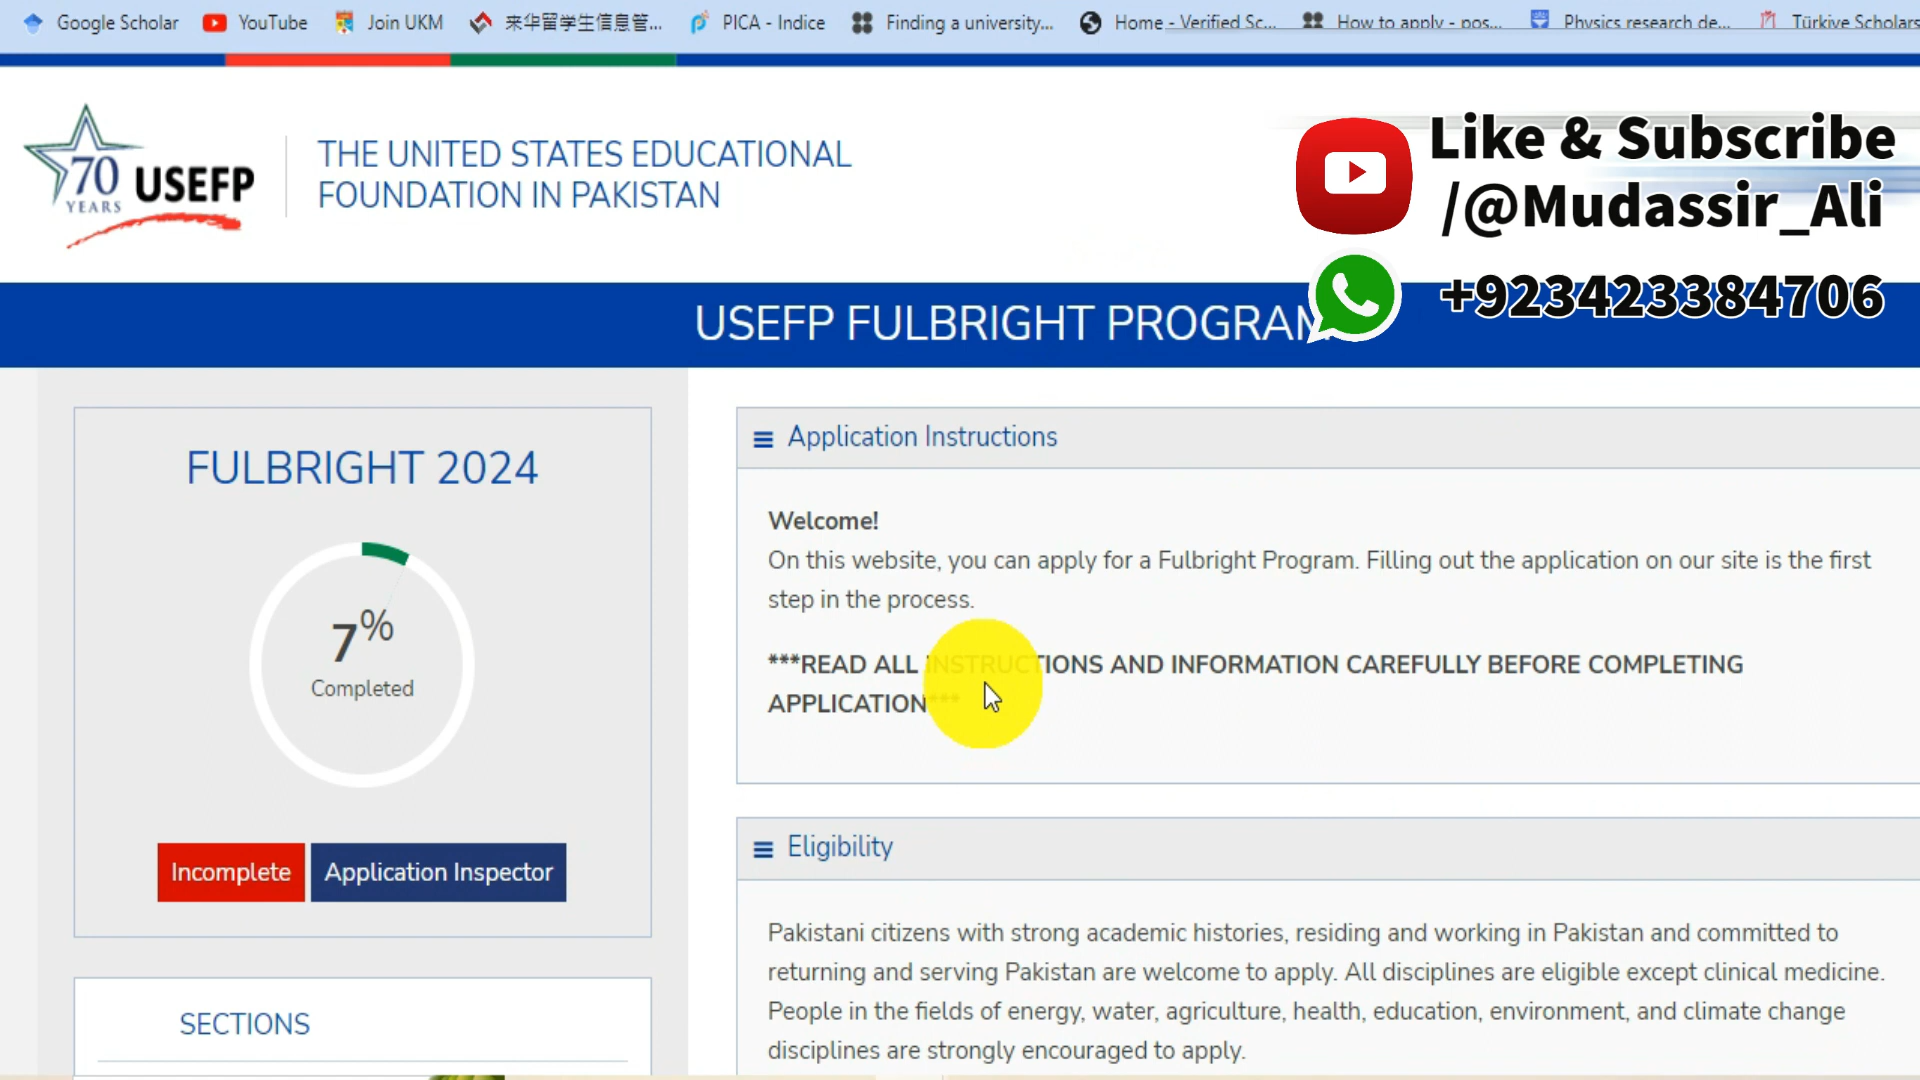 Google Scholar YouTube Join UKM 来华留学生信息管... PICA - Indice Finding a university... Home - Verified Sc... How to apply - pos... Physics research de... Türkiye Scholars
70 YEARS USEFP
THE UNITED STATES EDUCATIONAL
FOUNDATION IN PAKISTAN
Like & Subscribe
/@Mudassir_Ali
+923423384706
USEFP FULBRIGHT PROGRAM
FULBRIGHT 2024
7%
Completed
Incomplete Application Inspector
SECTIONS
Application Instructions
Welcome!
On this website, you can apply for a Fulbright Program. Filling out the application on our site is the first
step in the process.
***READ ALL INSTRUCTIONS AND INFORMATION CAREFULLY BEFORE COMPLETING
APPLICATION***
Eligibility
Pakistani citizens with strong academic histories, residing and working in Pakistan and committed to
returning and serving Pakistan are welcome to apply. All disciplines are eligible except clinical medicine.
People in the fields of energy, water, agriculture, health, education, environment, and climate change
disciplines are strongly encouraged to apply.